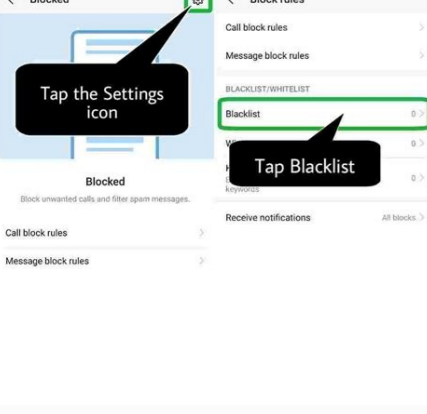 Blocked
Tap the Settings
icon
Blocked
Block unwanted calls and filter spam messages.
Call block rules
Message block rules
Block rules
Call block rules
Message block rules
BLACKLIST/WHITELIST
Blacklist 0
0
Tap Blacklist
keywords 0
Receive notifications All blocks